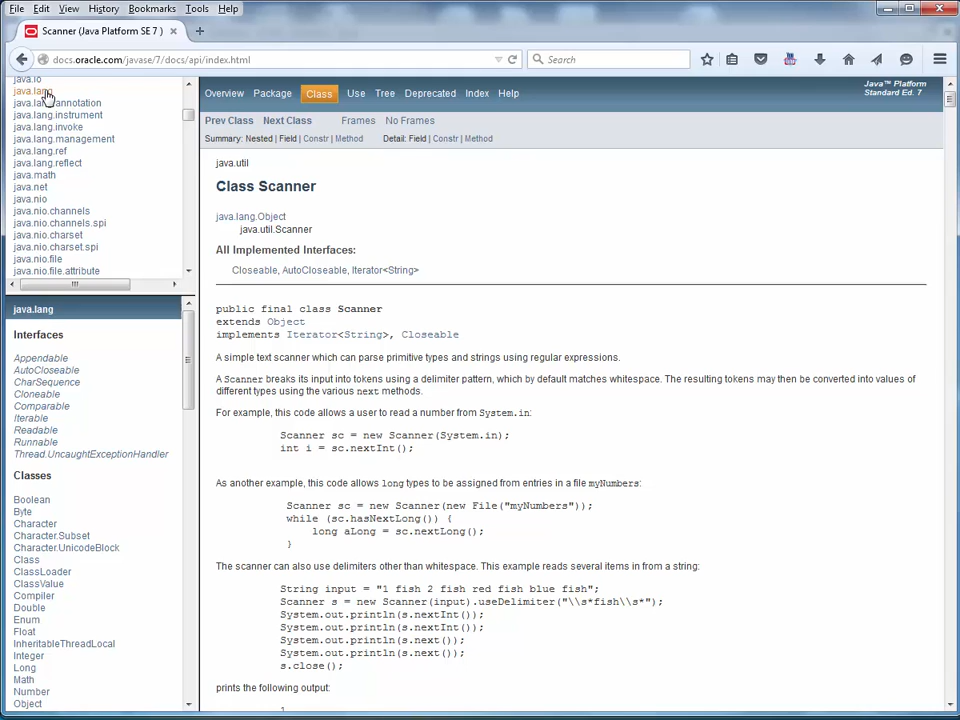 File Edit View History Bookmarks Tools Help
Scanner (Java Platform SE 7 )
docs.oracle.com/javase/7/docs/api/index.html
Search
java.io
java.lang
java.lang.annotation
java.lang.instrument
java.lang.invoke
java.lang.management
java.lang.ref
java.lang.reflect
java.math
java.net
java.nio
java.nio.channels
java.nio.channels.spi
java.nio.charset
java.nio.charset.spi
java.nio.file
java.nio.file.attribute
java.lang
Interfaces
Appendable
AutoCloseable
CharSequence
Cloneable
Comparable
Iterable
Readable
Runnable
Thread.UncaughtExceptionHandler
Classes
Boolean
Byte
Character
Character.Subset
Character.UnicodeBlock
Class
ClassLoader
ClassValue
Compiler
Double
Enum
Float
InheritableThreadLocal
Integer
Long
Math
Number
Object
Overview Package Class Use Tree Deprecated Index Help
Java™ Platform
Standard Ed. 7
Prev Class Next Class Frames No Frames
Summary: Nested | Field | Constr | Method Detail: Field | Constr | Method
java.util
Class Scanner
java.lang.Object
java.util.Scanner
All Implemented Interfaces:
Closeable, AutoCloseable, Iterator<String>
public final class Scanner
extends Object
implements Iterator<String>, Closeable
A simple text scanner which can parse primitive types and strings using regular expressions.
A Scanner breaks its input into tokens using a delimiter pattern, which by default matches whitespace. The resulting tokens may then be converted into values of
different types using the various next methods.
For example, this code allows a user to read a number from System.in:
Scanner sc = new Scanner(System.in);
int i = sc.nextInt();
As another example, this code allows long types to be assigned from entries in a file myNumbers:
Scanner sc = new Scanner(new File("myNumbers"));
while (sc.hasNextLong()) {
long aLong = sc.nextLong();
}
The scanner can also use delimiters other than whitespace. This example reads several items in from a string:
String input = "1 fish 2 fish red fish blue fish";
Scanner s = new Scanner(input).useDelimiter("\\s*fish\\s*");
System.out.println(s.nextInt());
System.out.println(s.nextInt());
System.out.println(s.next());
System.out.println(s.next());
s.close();
prints the following output:
1